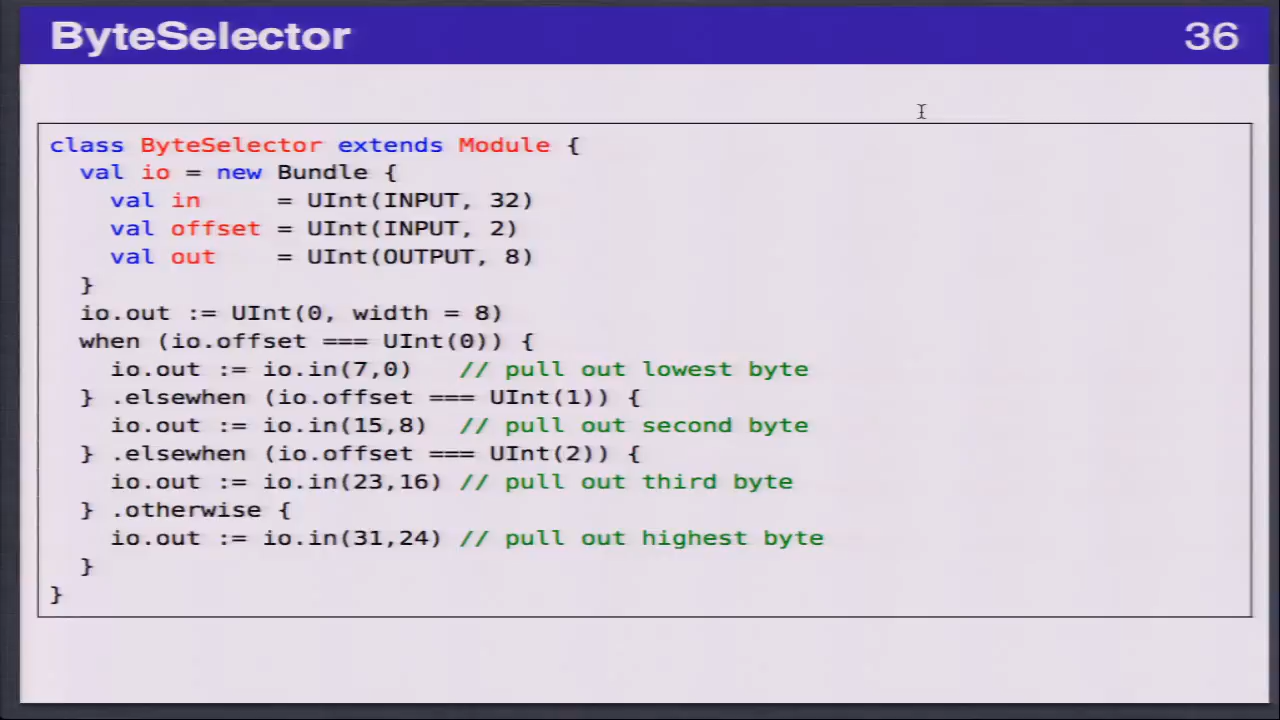 ByteSelector 36
class ByteSelector extends Module {
  val io = new Bundle {
    val in     = UInt(INPUT, 32)
    val offset = UInt(INPUT, 2)
    val out    = UInt(OUTPUT, 8)
  }
  io.out := UInt(0, width = 8)
  when (io.offset === UInt(0)) {
    io.out := io.in(7,0)   // pull out lowest byte
  } .elsewhen (io.offset === UInt(1)) {
    io.out := io.in(15,8)  // pull out second byte
  } .elsewhen (io.offset === UInt(2)) {
    io.out := io.in(23,16) // pull out third byte
  } .otherwise {
    io.out := io.in(31,24) // pull out highest byte
  }
}